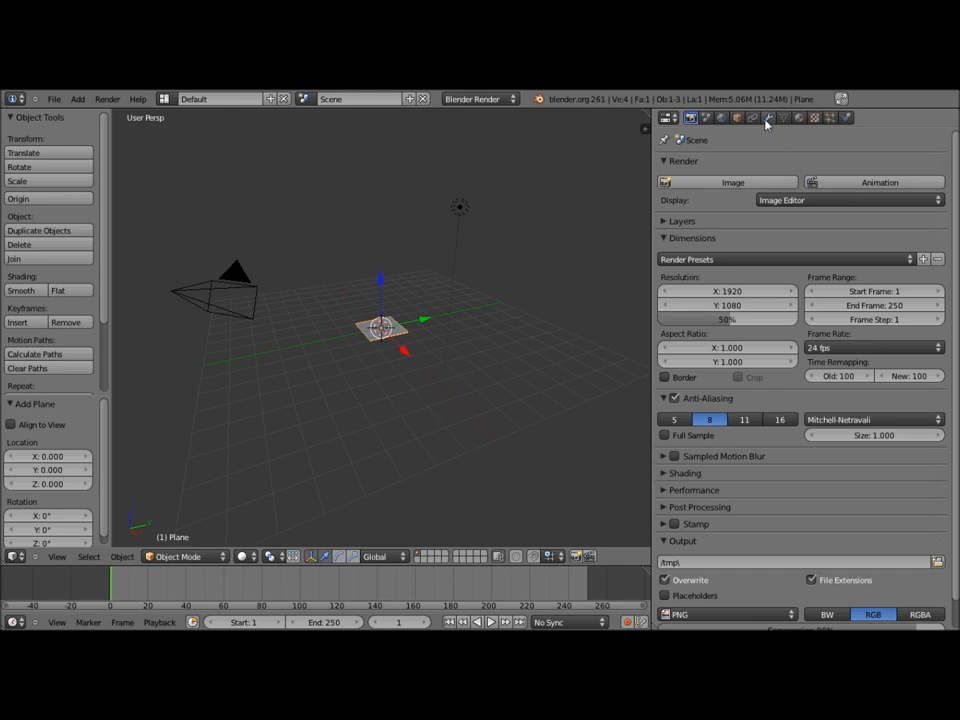 File Add Render Help Default Scene Blender Render blender.org 261 | Ve:4 | Fa:1 | Ob:1-3 | La:1 | Mem:5.06M (11.24M) | Plane
Object Tools
Transform:
Translate
Rotate
Scale
Origin
Object:
Duplicate Objects
Delete
Join
Shading:
Smooth Flat
Keyframes:
Insert Remove
Motion Paths:
Calculate Paths
Clear Paths
Repeat:
Add Plane
Align to View
Location
X: 0.000
Y: 0.000
Z: 0.000
Rotation
X: 0°
Y: 0°
Z: 0°
User Persp
(1) Plane
View Select Object Object Mode Global
-40 -20 0 20 40 60 80 100 120 140 160 180 200 220 240 260
View Marker Frame Playback Start: 1 End: 250 1 No Sync
Scene
Render
Image Animation
Display: Image Editor
Layers
Dimensions
Render Presets
Resolution: Frame Range:
X: 1920 Start Frame: 1
Y: 1080 End Frame: 250
50% Frame Step: 1
Aspect Ratio: Frame Rate:
X: 1.000 24 fps
Y: 1.000 Time Remapping:
Border Crop Old: 100 New: 100
Anti-Aliasing
5 8 11 16 Mitchell-Netravali
Full Sample Size: 1.000
Sampled Motion Blur
Shading
Performance
Post Processing
Stamp
Output
/tmp\
Overwrite File Extensions
Placeholders
PNG BW RGB RGBA